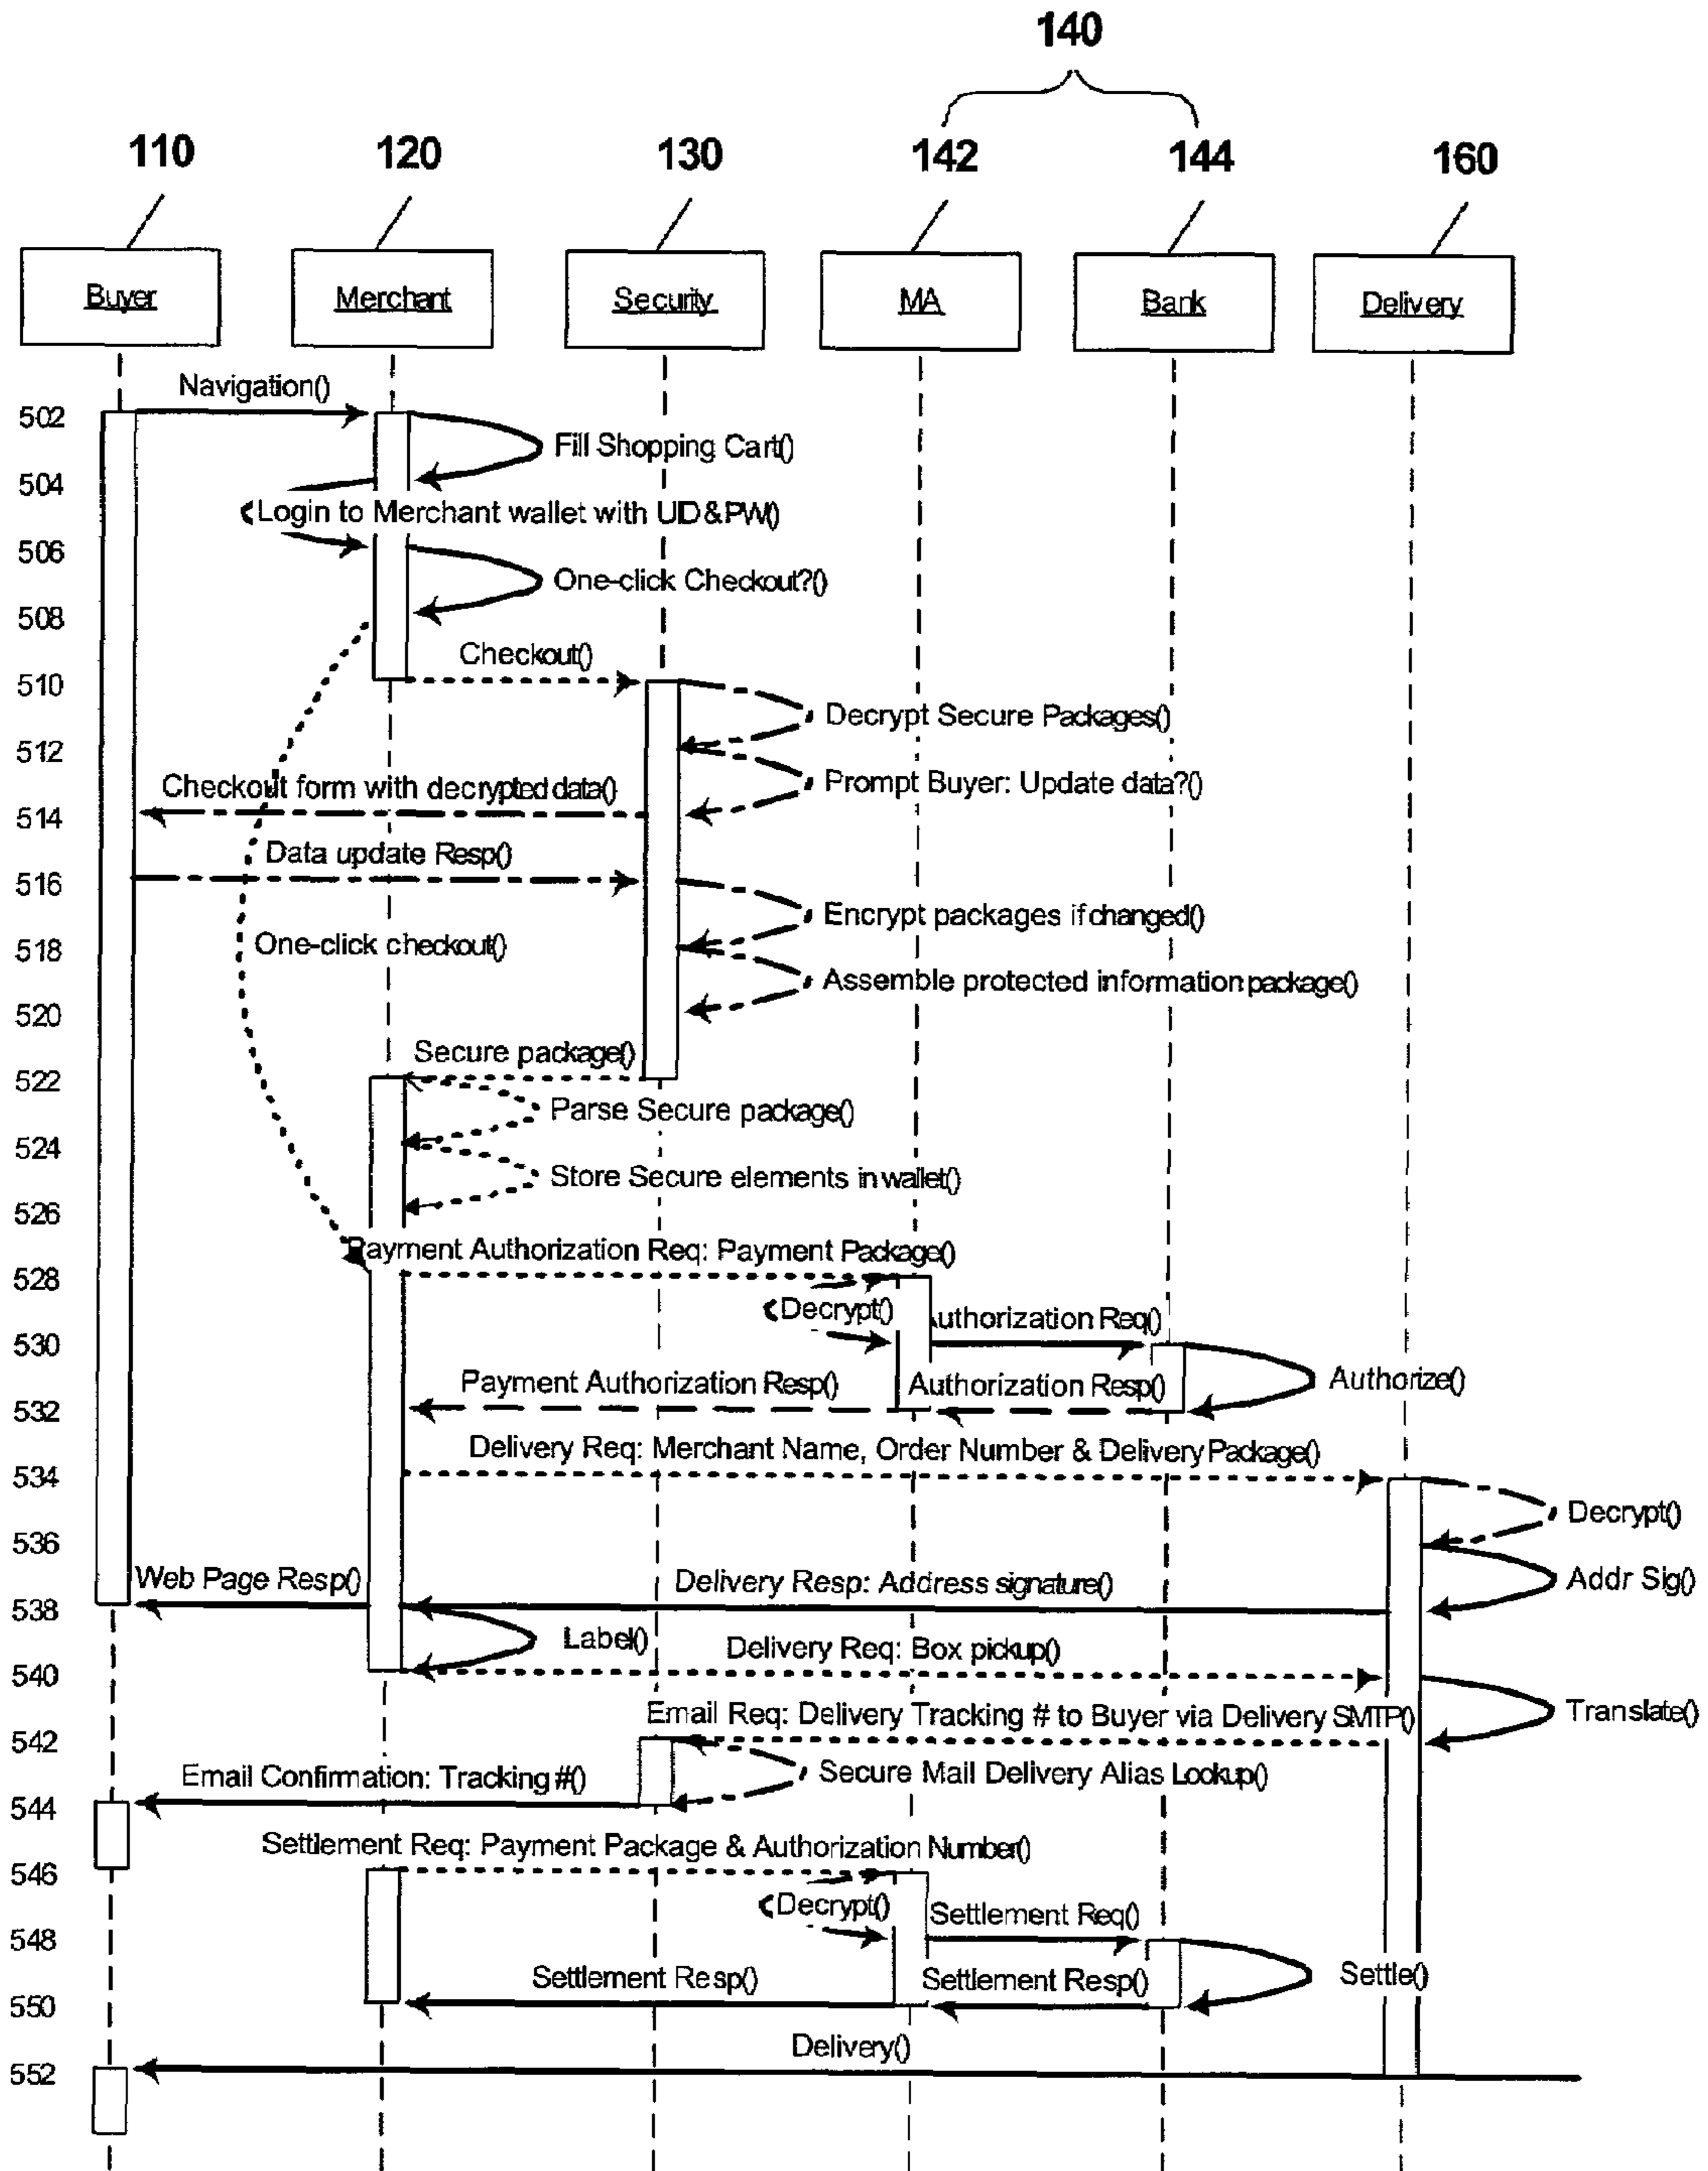 140
110 120 130 142 144 160
Buyer Merchant Security MA Bank Delivery
Navigation()
502
Fill Shopping Cart()
504
Login to Merchant wallet with UD&PW()
506
One-click Checkout?()
508
Checkout()
510
Decrypt Secure Packages()
512
Prompt Buyer: Update data?()
Checkout form with decrypted data()
514
Data update Resp()
516
Encrypt packages if changed()
518
One-click checkout()
Assemble protected information package()
520
Secure package()
522
Parse Secure package()
524
Store Secure elements in wallet()
526
Payment Authorization Req: Payment Package()
528
Decrypt()
uthorization Req()
530
Authorize()
Payment Authorization Resp() Authorization Resp()
532
Delivery Req: Merchant Name, Order Number & Delivery Package()
534
Decrypt()
536
Web Page Resp() Delivery Resp: Address signature() Addr Sig()
538
Label() Delivery Req: Box pickup()
540
Email Req: Delivery Tracking # to Buyer via Delivery SMTP() Translate()
542
Email Confirmation: Tracking #() Secure Mail Delivery Alias Lookup()
544
Settlement Req: Payment Package & Authorization Number()
546
Decrypt() Settlement Req()
548
Settlement Resp() Settlement Resp() Settle()
550
Delivery()
552